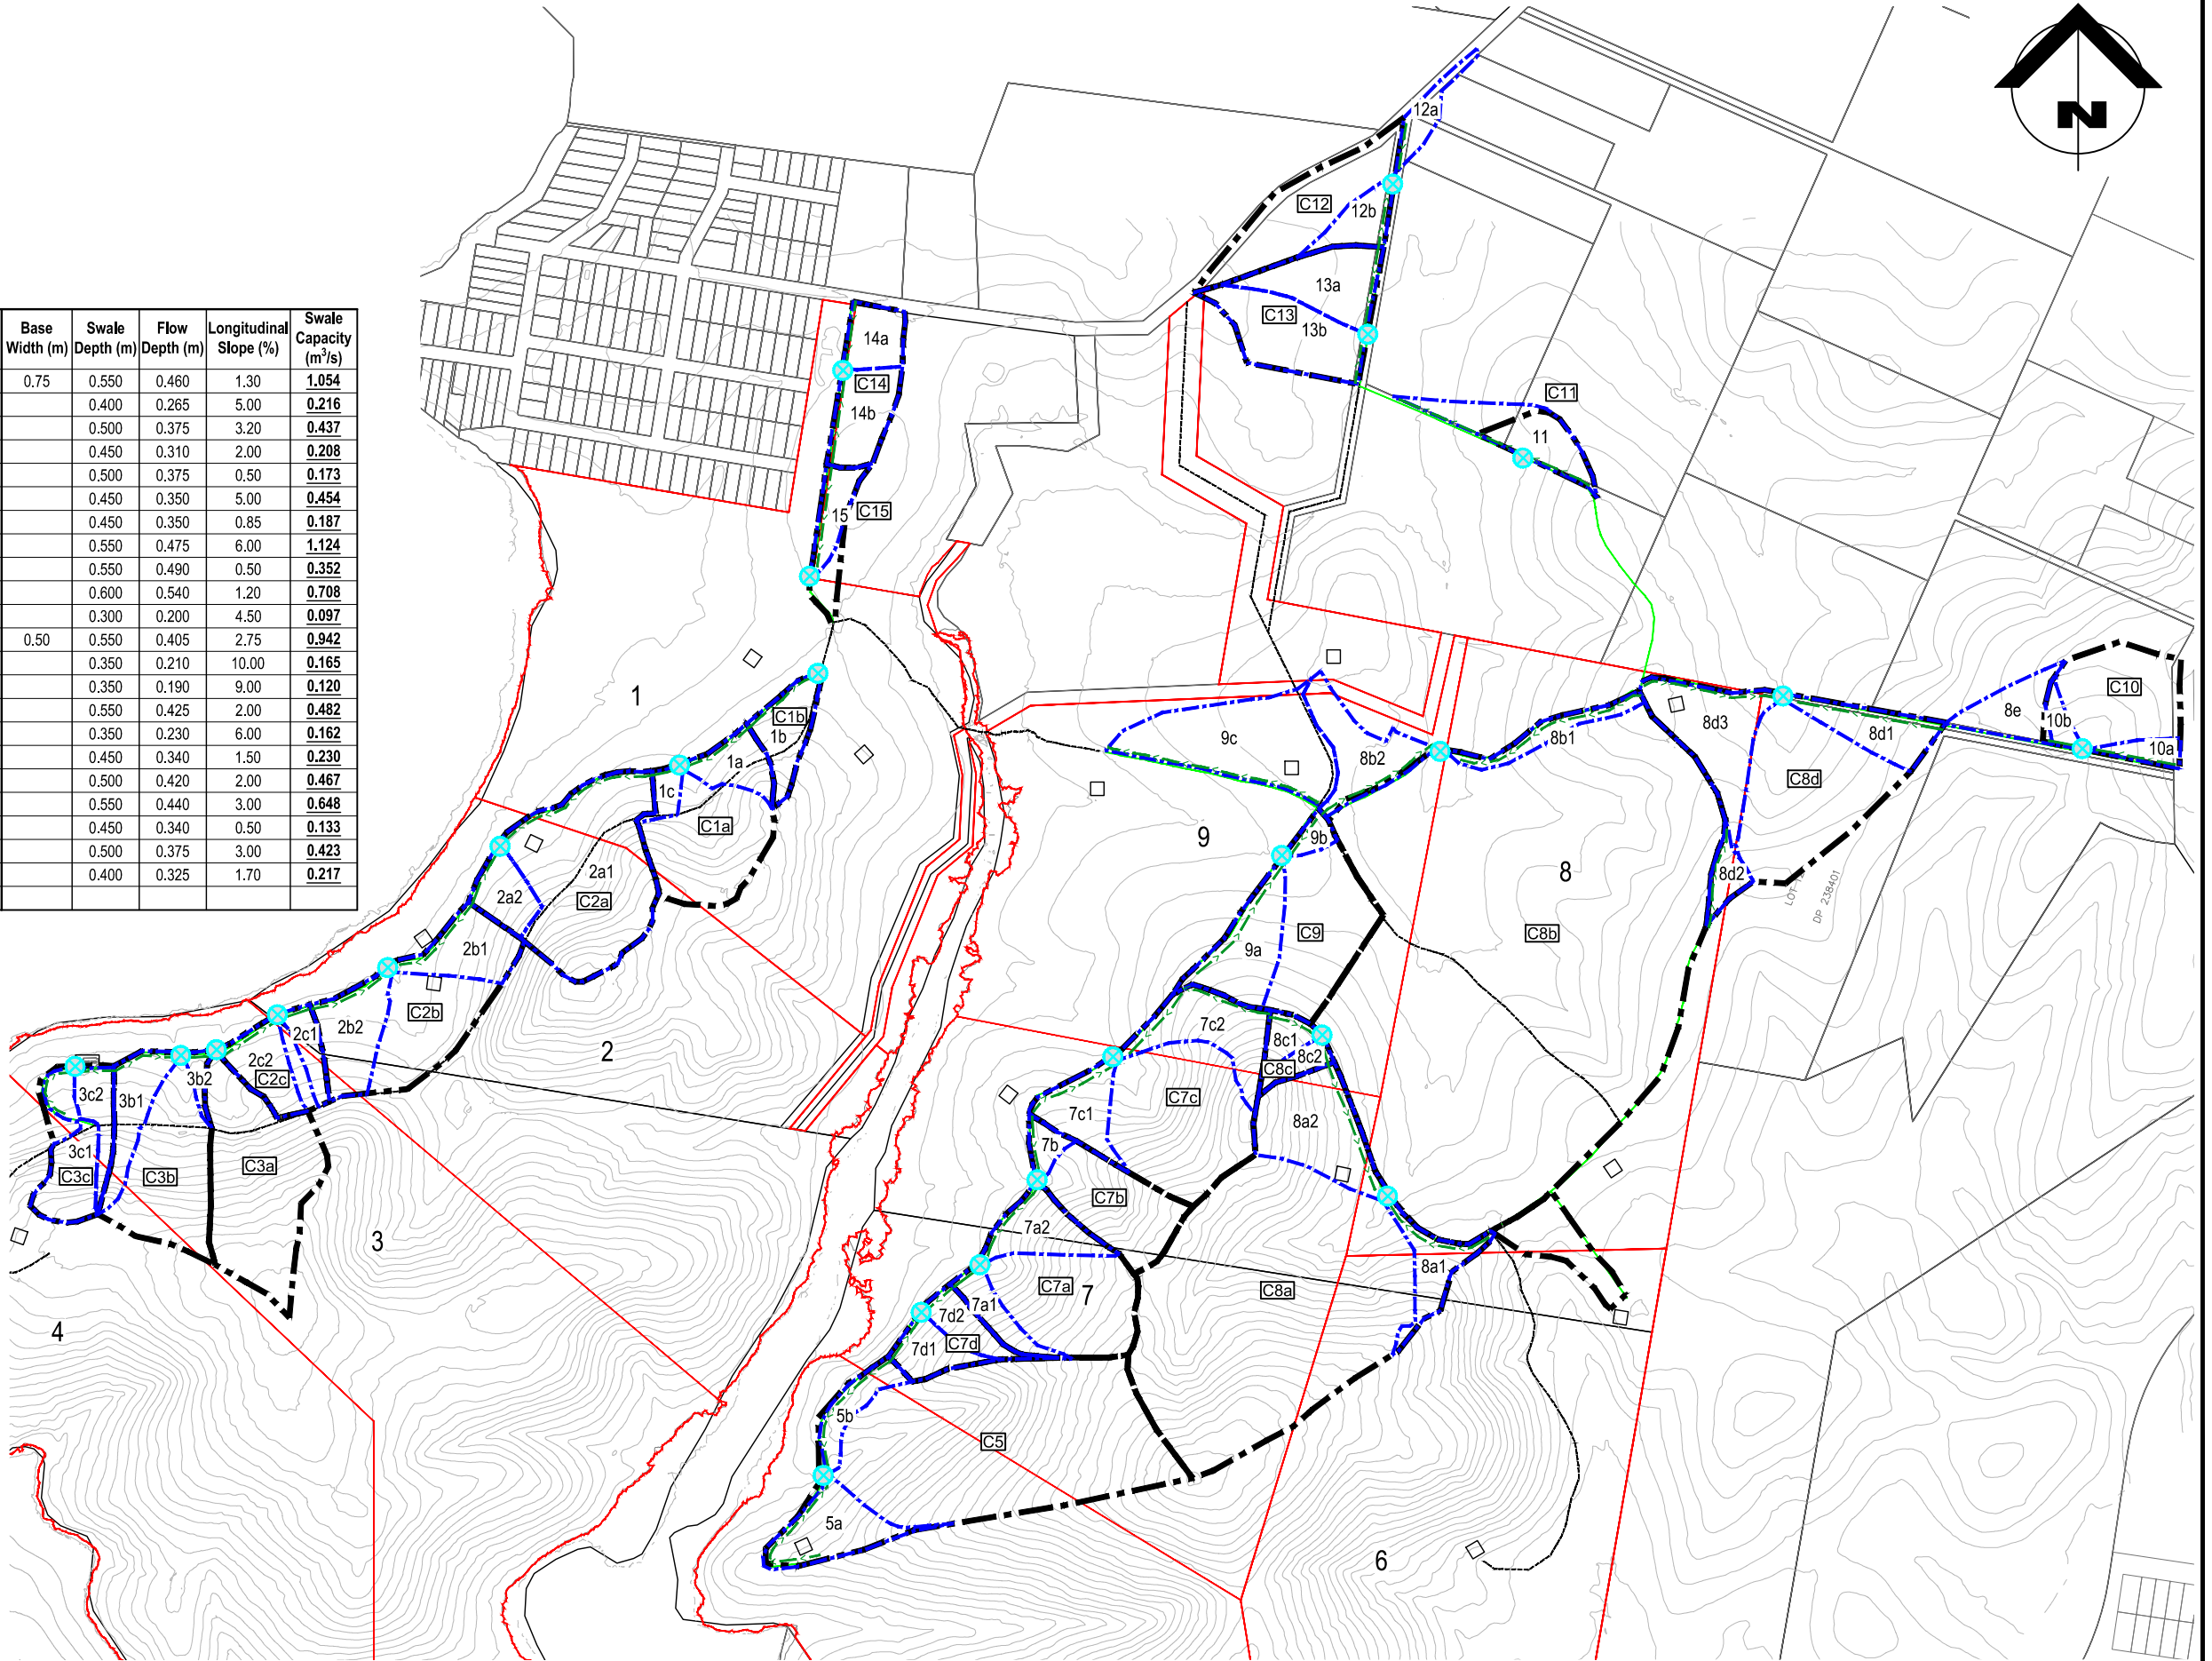 N
Base Width (m) Swale Depth (m) Flow Depth (m) Longitudinal Slope (%) Swale Capacity (m³/s)
0.75 0.550 0.460 1.30 1.054
0.400 0.265 5.00 0.216
0.500 0.375 3.20 0.437
0.450 0.310 2.00 0.208
0.500 0.375 0.50 0.173
0.450 0.350 5.00 0.454
0.450 0.350 0.85 0.187
0.550 0.475 6.00 1.124
0.550 0.490 0.50 0.352
0.600 0.540 1.20 0.708
0.300 0.200 4.50 0.097
0.50 0.550 0.405 2.75 0.942
0.350 0.210 10.00 0.165
0.350 0.190 9.00 0.120
0.550 0.425 2.00 0.482
0.350 0.230 6.00 0.162
0.450 0.340 1.50 0.230
0.500 0.420 2.00 0.467
0.550 0.440 3.00 0.648
0.450 0.340 0.50 0.133
0.500 0.375 3.00 0.423
0.400 0.325 1.70 0.217
12a
C12
12b
13a
C13
13b
14a
C14
14b
C11
11
15
C15
1
C1b
1b
1a
1c
C1a
2a1
2a2
C2a
2b1
C2b
2b2
2c1
2c2
C2c
2
3b2
3c2
3b1
3c1
C3c
C3b
C3a
3
4
9c
8b2
8b1
8d3
8d1
C8d
8e
10b
C10
10a
9
9b
8
8d2
LOT
DP 238401
C8b
C9
9a
7c2
8c1
8c2
C8c
C7c
7c1
7b
8a2
C7b
7a2
C7a
7
7a1
7d2
7d1
C7d
C8a
8a1
5b
C5
5a
6